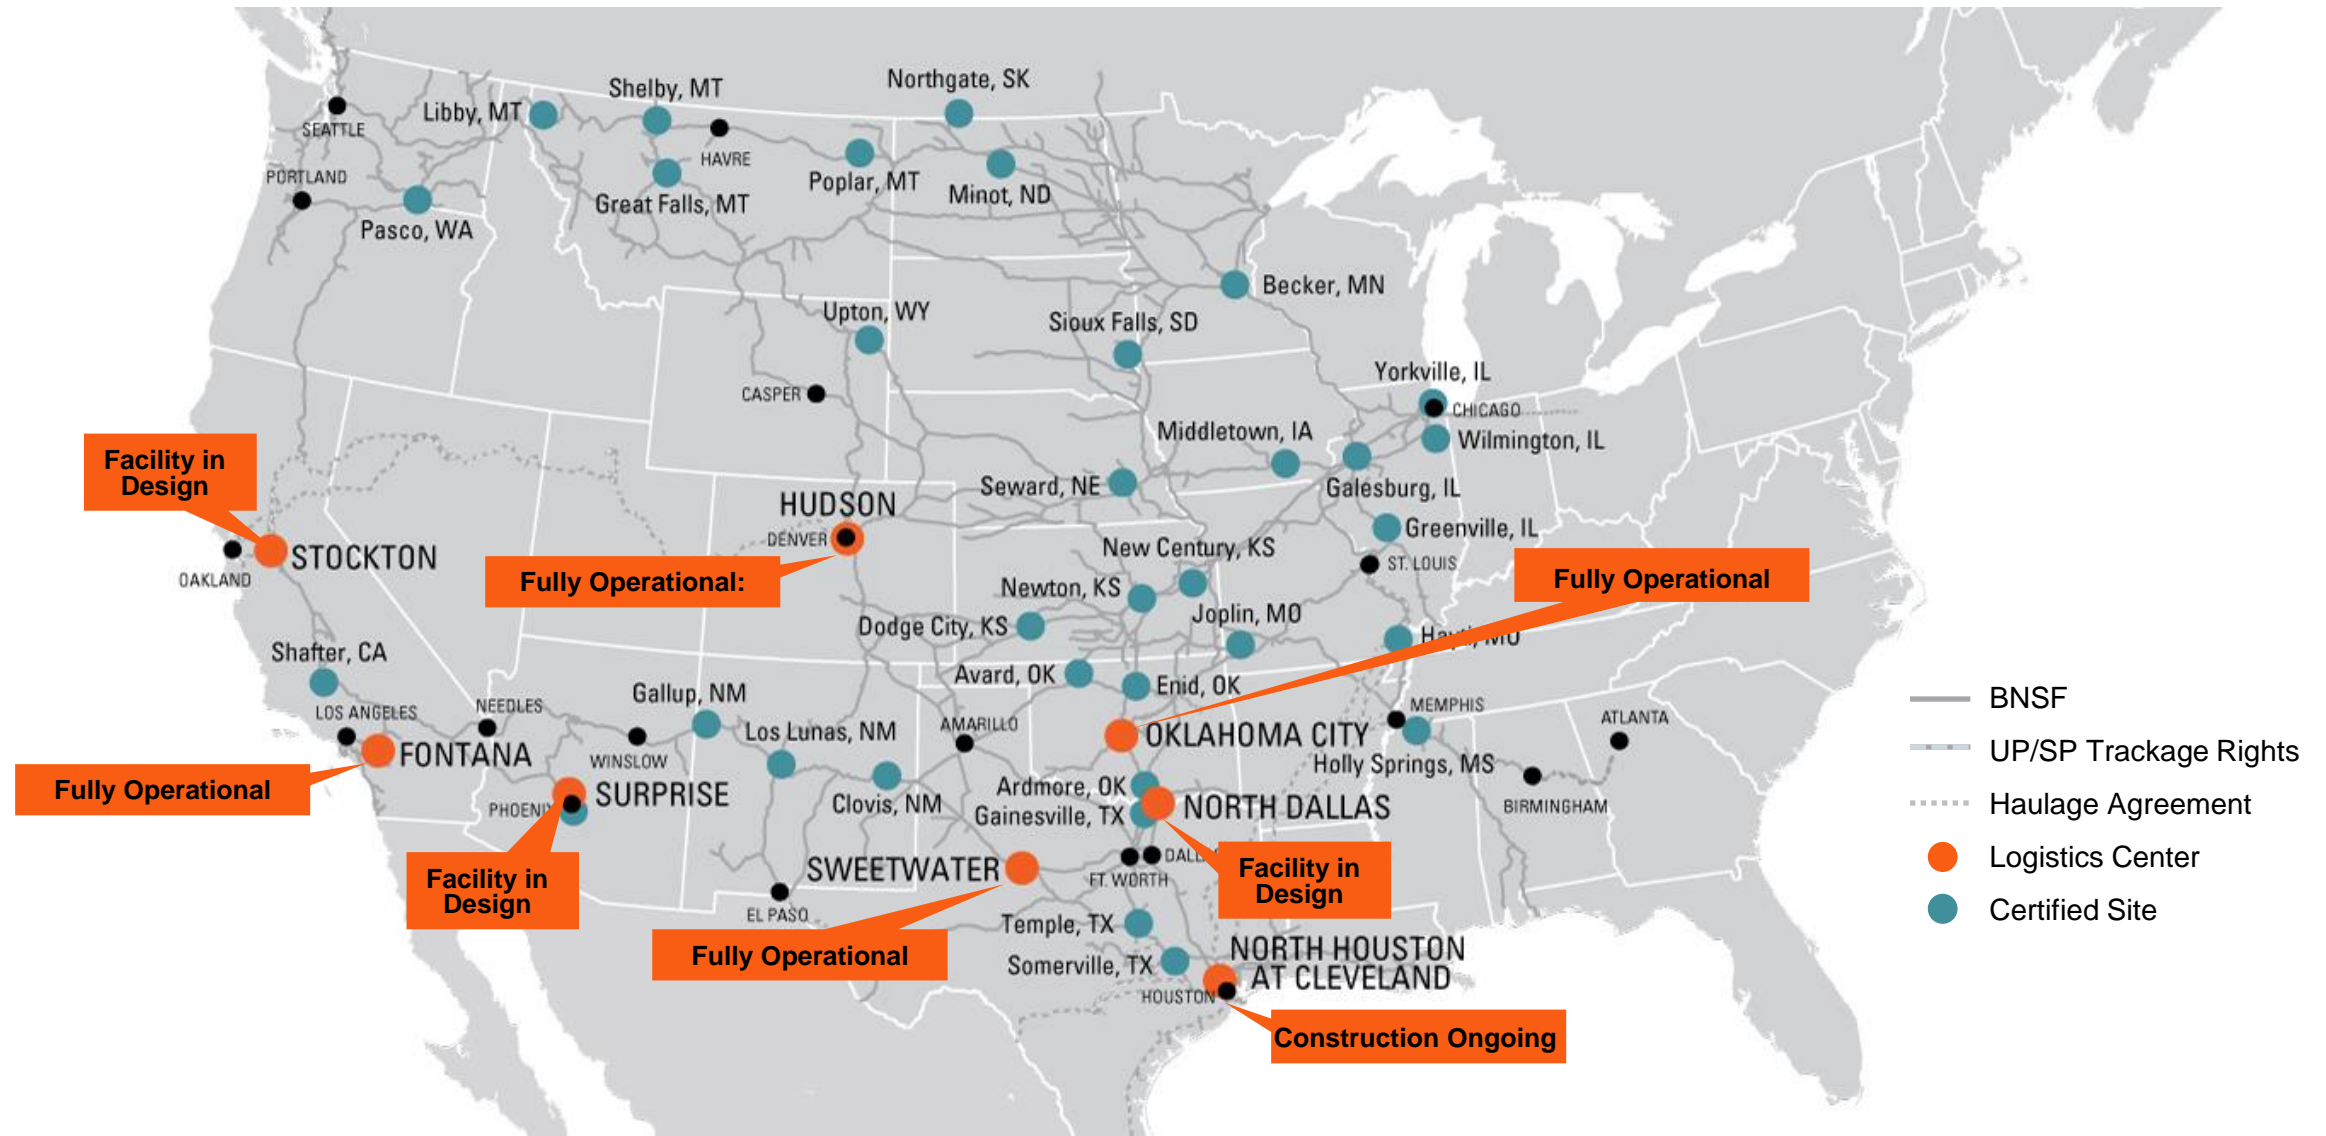 Northgate, SK
Shelby, MT
Libby, MT
SEATTLE
HAVRE
PORTLAND
Poplar, MT
Minot, ND
Great Falls, MT
Pasco, WA
Becker, MN
Upton, WY
Sioux Falls, SD
Yorkville, IL
CASPER
CHICAGO
Middletown, IA
Wilmington, IL
Facility in
Design
Seward, NE
Galesburg, IL
HUDSON
DENVER
Greenville, IL
STOCKTON
OAKLAND
New Century, KS
ST. LOUIS
Fully Operational:
Fully Operational
Newton, KS
Joplin, MO
Dodge City, KS
Hayti, MO
Shafter, CA
Avard, OK
Enid, OK
Gallup, NM
NEEDLES
LOS ANGELES
MEMPHIS
ATLANTA
AMARILLO
Los Lunas, NM
OKLAHOMA CITY
FONTANA
WINSLOW
Holly Springs, MS
Fully Operational
SURPRISE
PHOENIX
Ardmore, OK
Clovis, NM
Gainesville, TX
NORTH DALLAS
BIRMINGHAM
SWEETWATER
DALLAS
FT. WORTH
Facility in
Design
Facility in
Design
EL PASO
Temple, TX
Fully Operational
NORTH HOUSTON
AT CLEVELAND
Somerville, TX
HOUSTON
Construction Ongoing
BNSF
UP/SP Trackage Rights
Haulage Agreement
Logistics Center
Certified Site